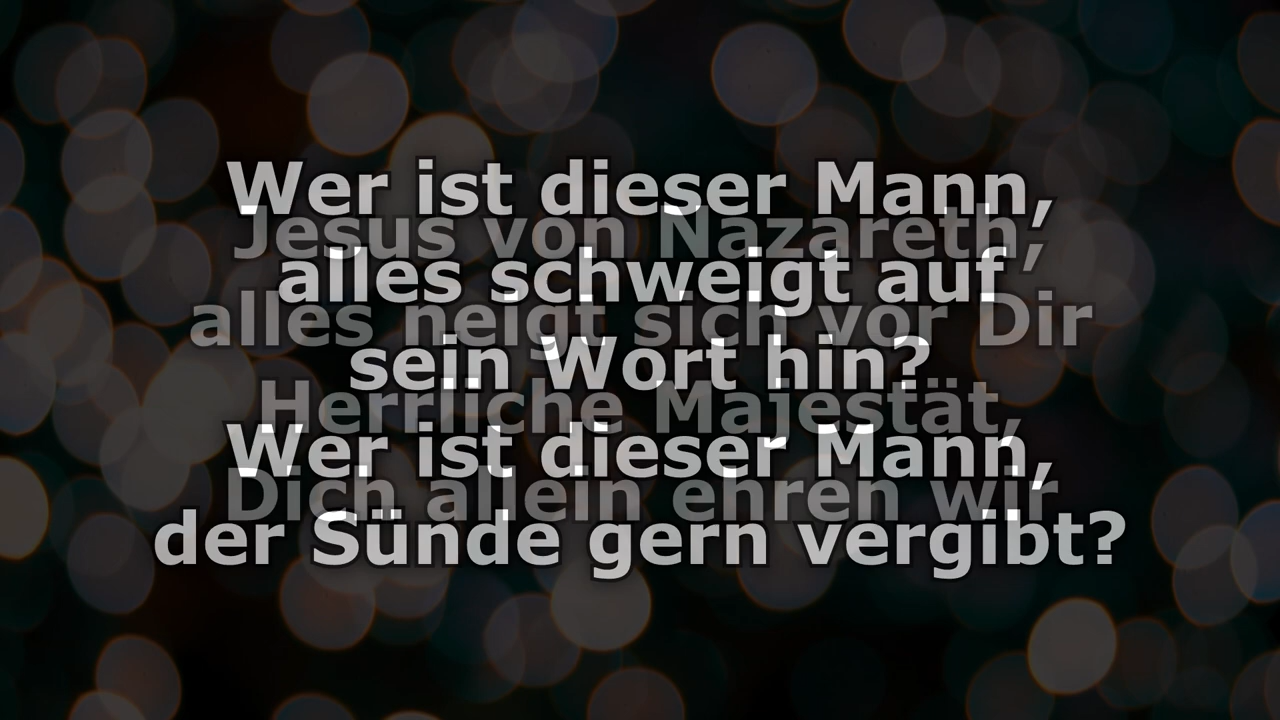 Wer ist dieser Mann,
Jesus von Nazareth,
alles schweigt auf
alles neigt sich vor Dir
sein Wort hin?
Herrliche Majestät,
Wer ist dieser Mann,
Dich allein ehren wir
der Sünde gern vergibt?